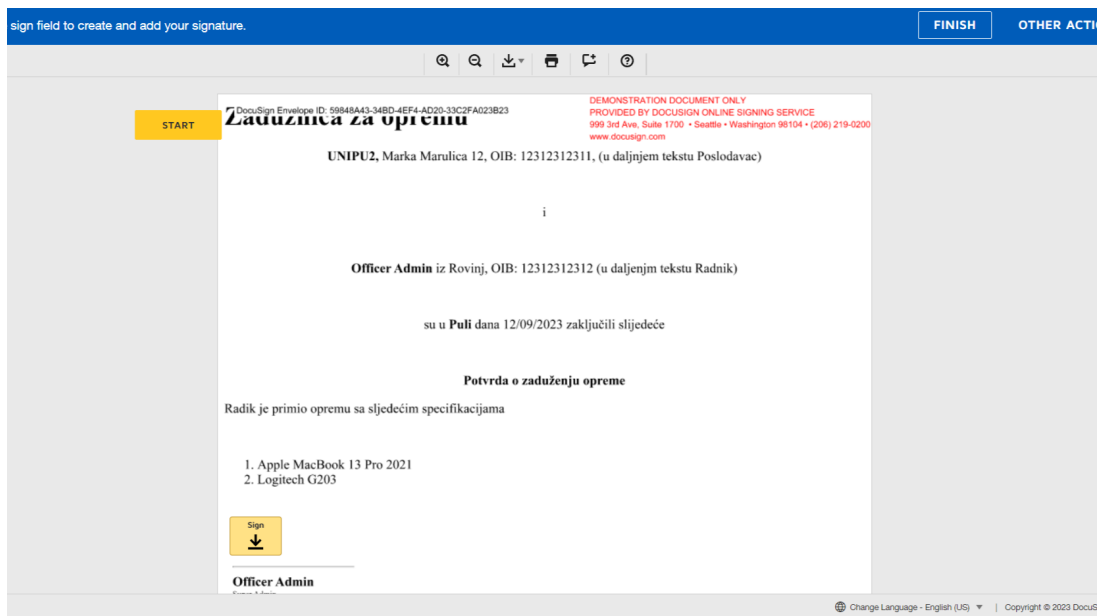 sign field to create and add your signature.
FINISH
OTHER ACTI
START
DocuSign Envelope ID: 59848A43-34BD-4EF4-AD20-33C2FA023B23
DEMONSTRATION DOCUMENT ONLY
PROVIDED BY DOCUSIGN ONLINE SIGNING SERVICE
999 3rd Ave, Suite 1700 • Seattle • Washington 98104 • (206) 219-0200
www.docusign.com
Zadužnica za opremu
UNIPU2, Marka Marulica 12, OIB: 12312312311, (u daljnjem tekstu Poslodavac)
i
Officer Admin iz Rovinj, OIB: 12312312312 (u daljenjm tekstu Radnik)
su u Puli dana 12/09/2023 zaključili slijedeće
Potvrda o zaduženju opreme
Radik je primio opremu sa sljedećim specifikacijama
1. Apple MacBook 13 Pro 2021
2. Logitech G203
Sign
Officer Admin
Change Language - English (US)
| Copyright © 2023 DocuS